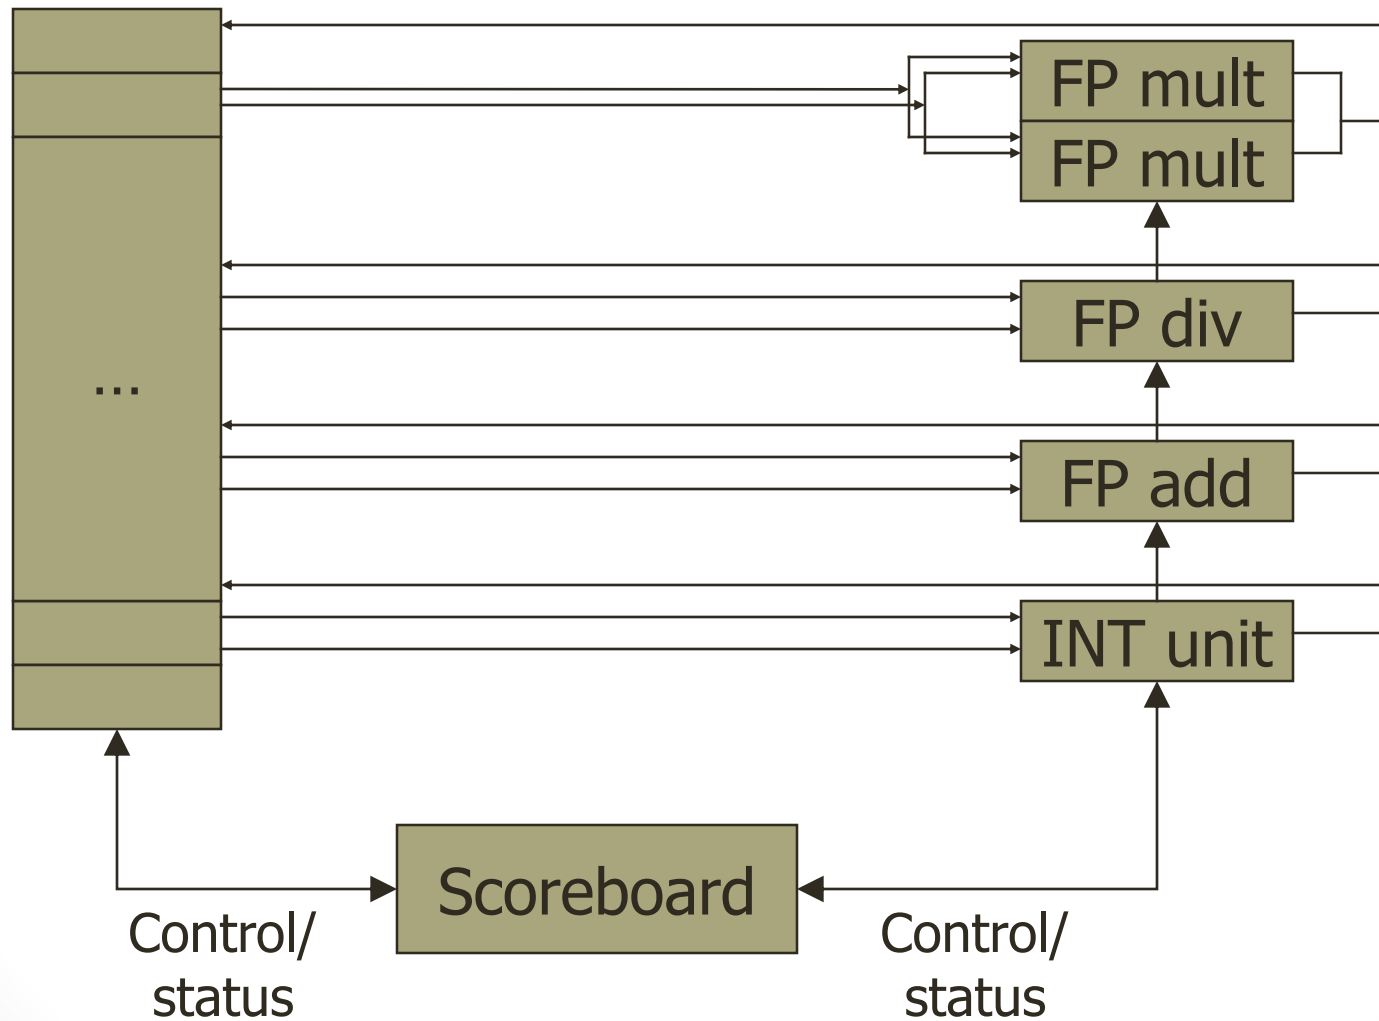 FP mult
FP mult
FP div
...
FP add
INT unit
Scoreboard
Control/
status
Control/
status